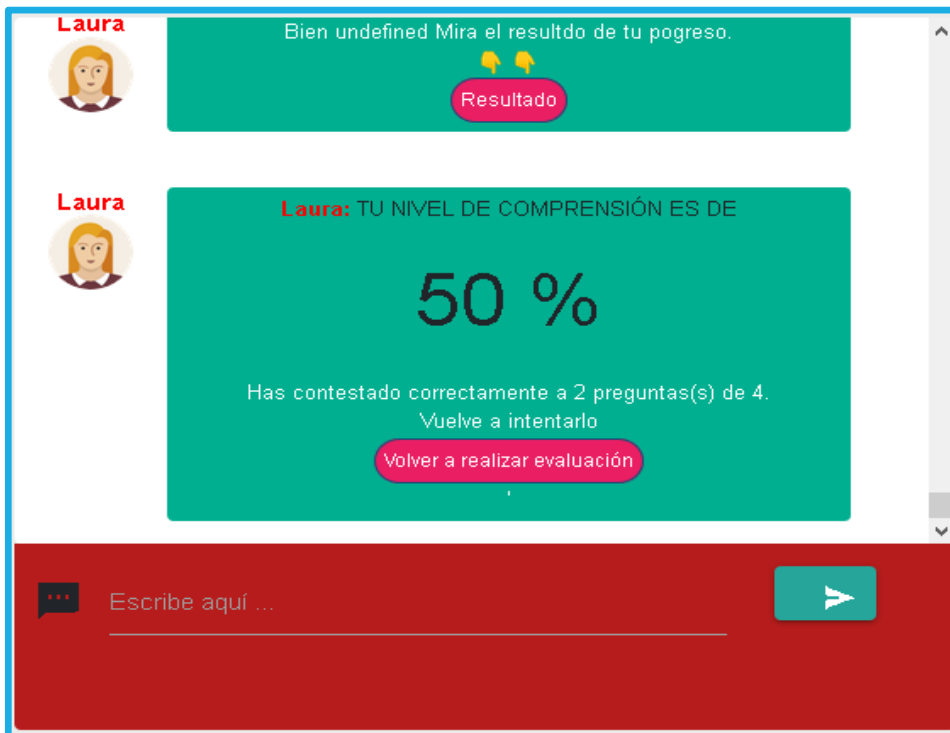 Laura
Bien undefined Mira el resultdo de tu pogreso.
👇 👇
Resultado
Laura
Laura: TU NIVEL DE COMPRENSIÓN ES DE
50 %
Has contestado correctamente a 2 preguntas(s) de 4.
Vuelve a intentarlo
Volver a realizar evaluación
'
Escribe aquí ...